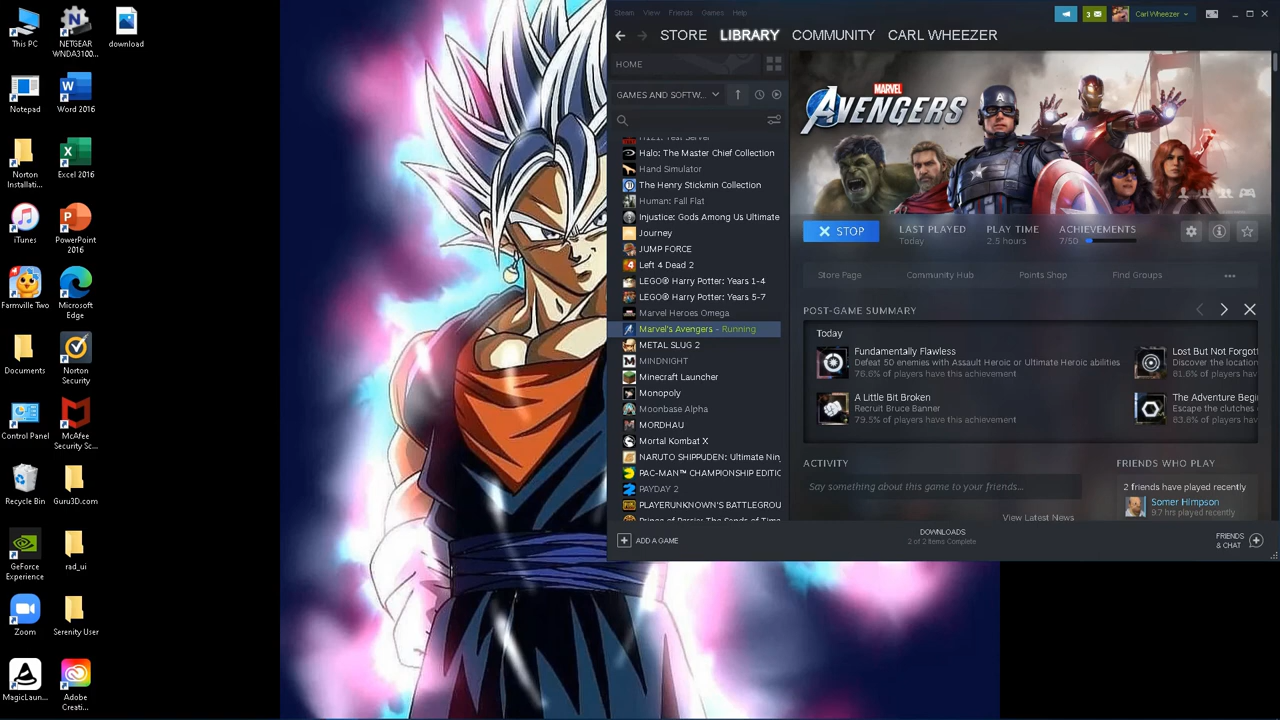 This PC
NETGEAR
WNDA3100...
download
Notepad
Word 2016
Norton
Installati...
Excel 2016
iTunes
PowerPoint
2016
Farmville Two
Microsoft
Edge
Documents
Norton
Security
Control Panel
McAfee
Security Sc...
Recycle Bin
Guru3D.com
GeForce
Experience
rad_ui
Zoom
Serenity User
MagicLaun...
Adobe
Creati...
Steam View Friends Games Help
3
Carl Wheezer
STORE LIBRARY COMMUNITY CARL WHEEZER
HOME
GAMES AND SOFTW...
Halo: The Master Chief Collection
Hand Simulator
The Henry Stickmin Collection
Human: Fall Flat
Injustice: Gods Among Us Ultimate
Journey
JUMP FORCE
Left 4 Dead 2
LEGO® Harry Potter: Years 1-4
LEGO® Harry Potter: Years 5-7
Marvel Heroes Omega
Marvel's Avengers - Running
METAL SLUG 2
MINDNIGHT
Minecraft Launcher
Monopoly
Moonbase Alpha
MORDHAU
Mortal Kombat X
NARUTO SHIPPUDEN: Ultimate Nin
PAC-MAN™ CHAMPIONSHIP EDITIO
PAYDAY 2
PLAYERUNKNOWN'S BATTLEGROU
ADD A GAME
MARVEL
AVENGERS
STOP
LAST PLAYED
Today
PLAY TIME
2.5 hours
ACHIEVEMENTS
7/50
Store Page Community Hub Points Shop Find Groups ...
POST-GAME SUMMARY
Today
Fundamentally Flawless
Defeat 50 enemies with Assault Heroic or Ultimate Heroic abilities
76.6% of players have this achievement
Lost But Not Forgott
Discover the location
81.6% of players have
A Little Bit Broken
Recruit Bruce Banner
79.5% of players have this achievement
The Adventure Begi
Escape the clutches
83.8% of players have
ACTIVITY
Say something about this game to your friends...
View Latest News
FRIENDS WHO PLAY
2 friends have played recently
Somer HImpson
9.7 hrs played recently
DOWNLOADS
2 of 2 Items Complete
FRIENDS
& CHAT